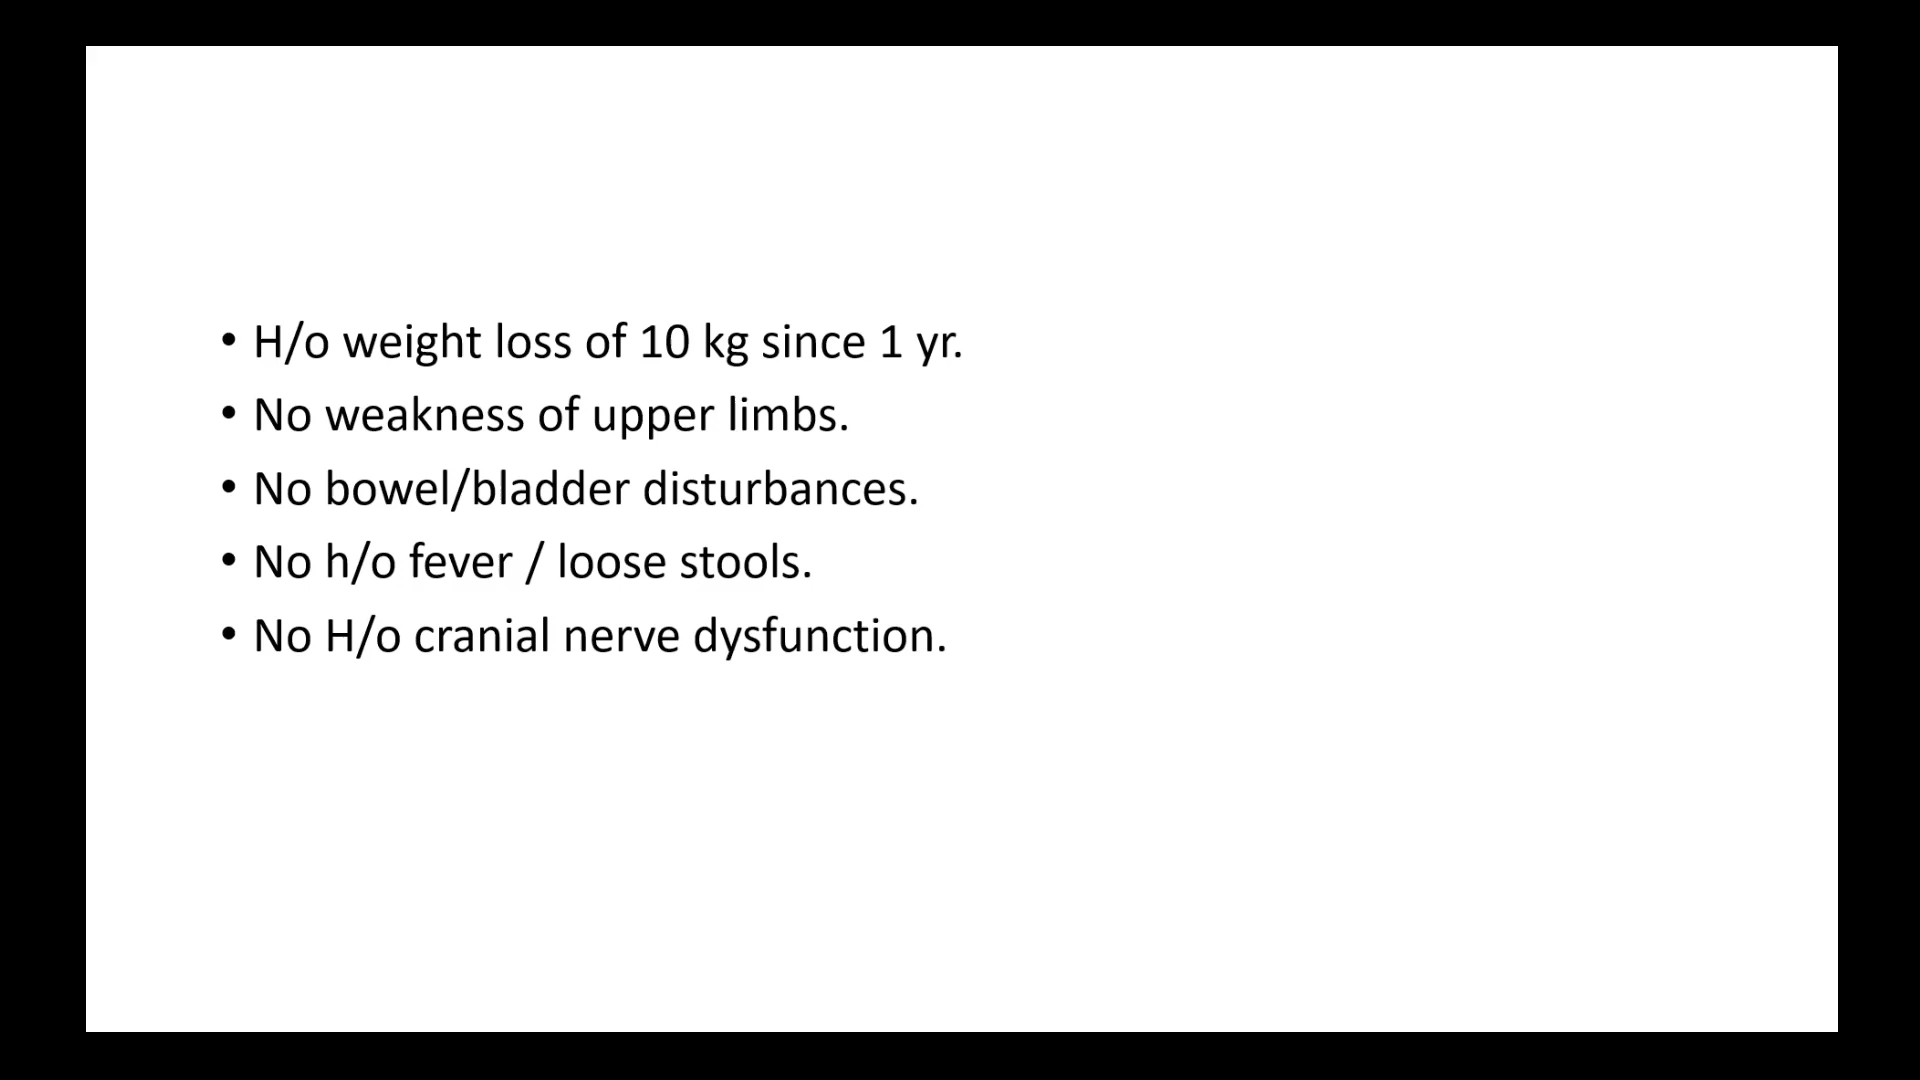 • H/o weight loss of 10 kg since 1 yr.
• No weakness of upper limbs.
• No bowel/bladder disturbances.
• No h/o fever / loose stools.
• No H/o cranial nerve dysfunction.